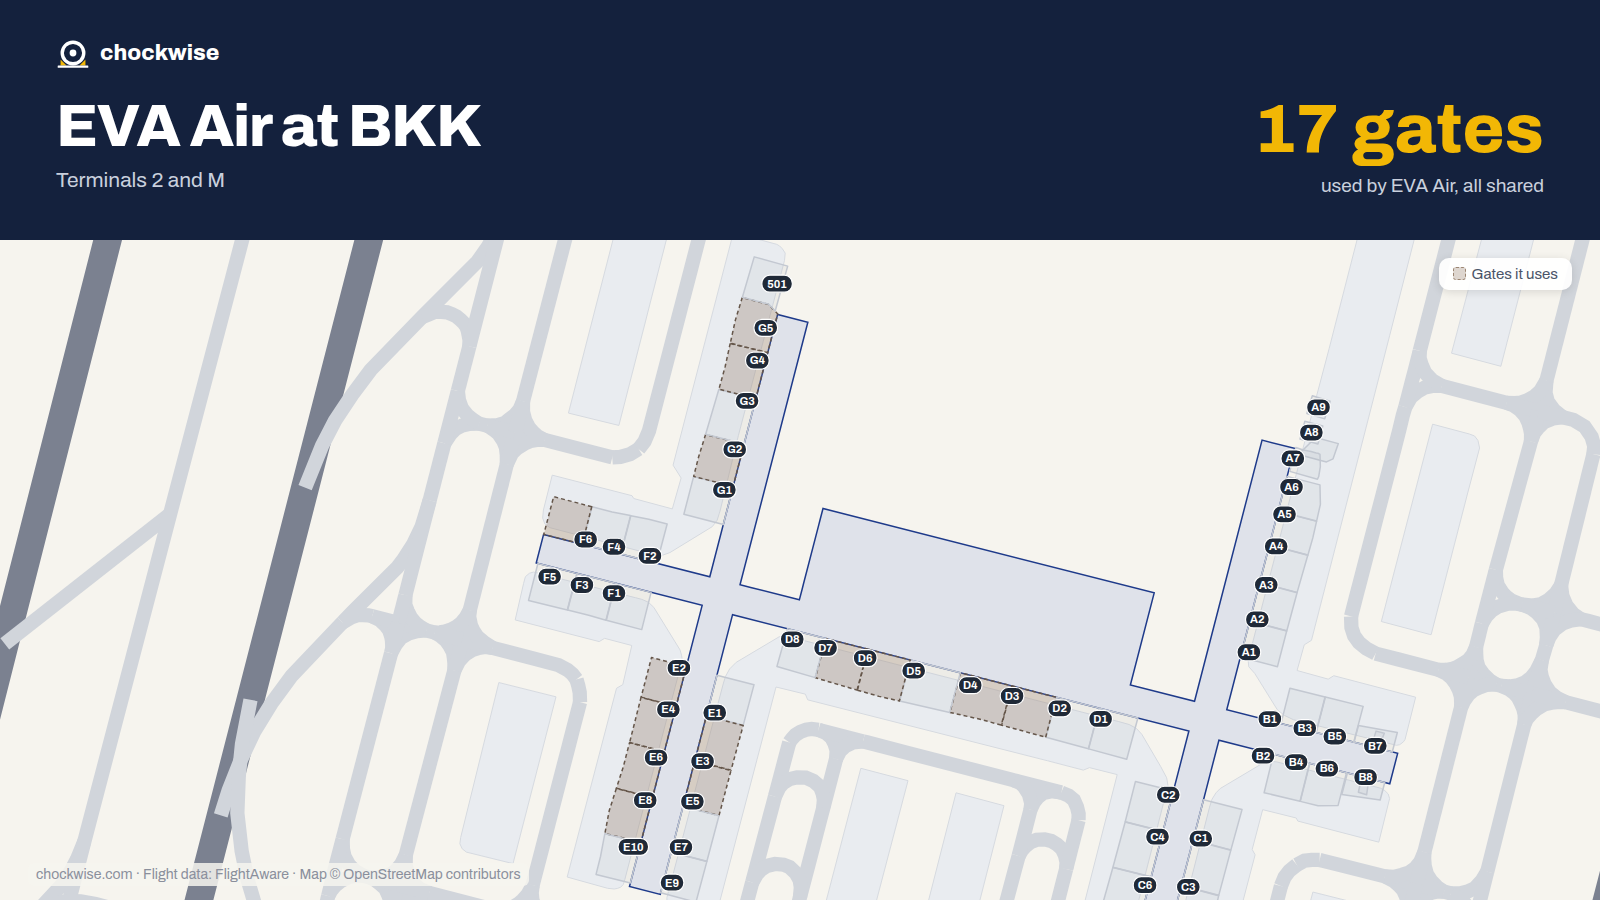 chockwise
EVA Air at BKK
Terminals 2 and M
17 gates
used by EVA Air, all shared
Gates it uses
501
G5
G4
G3
G2
G1
F6
F4
F2
F5
F3
F1
E2
E4
E1
E6
E3
E8
E5
E10
E7
E9
D8
D7
D6
D5
D4
D3
D2
D1
A9
A8
A7
A6
A5
A4
A3
A2
A1
B1
B3
B5
B7
B2
B4
B6
B8
C2
C4
C1
C6
C3
chockwise.com · Flight data: FlightAware · Map © OpenStreetMap contributors